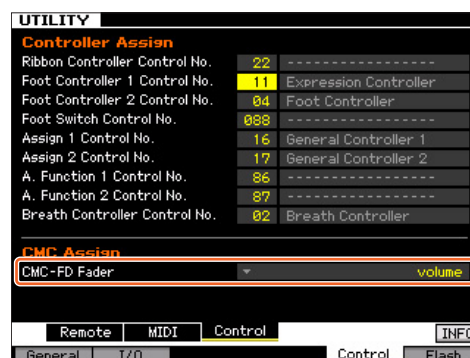 UTILITY
Controller Assign
Ribbon Controller Control No. 22 -----------------
Foot Controller 1 Control No. 11 Expression Controller
Foot Controller 2 Control No. 04 Foot Controller
Foot Switch Control No. 088 -----------------
Assign 1 Control No. 16 General Controller 1
Assign 2 Control No. 17 General Controller 2
A. Function 1 Control No. 86 -----------------
A. Function 2 Control No. 87 -----------------
Breath Controller Control No. 02 Breath Controller
CMC Assign
CMC-FD Fader volume
Remote MIDI Control INFO
General I/O Control Flash